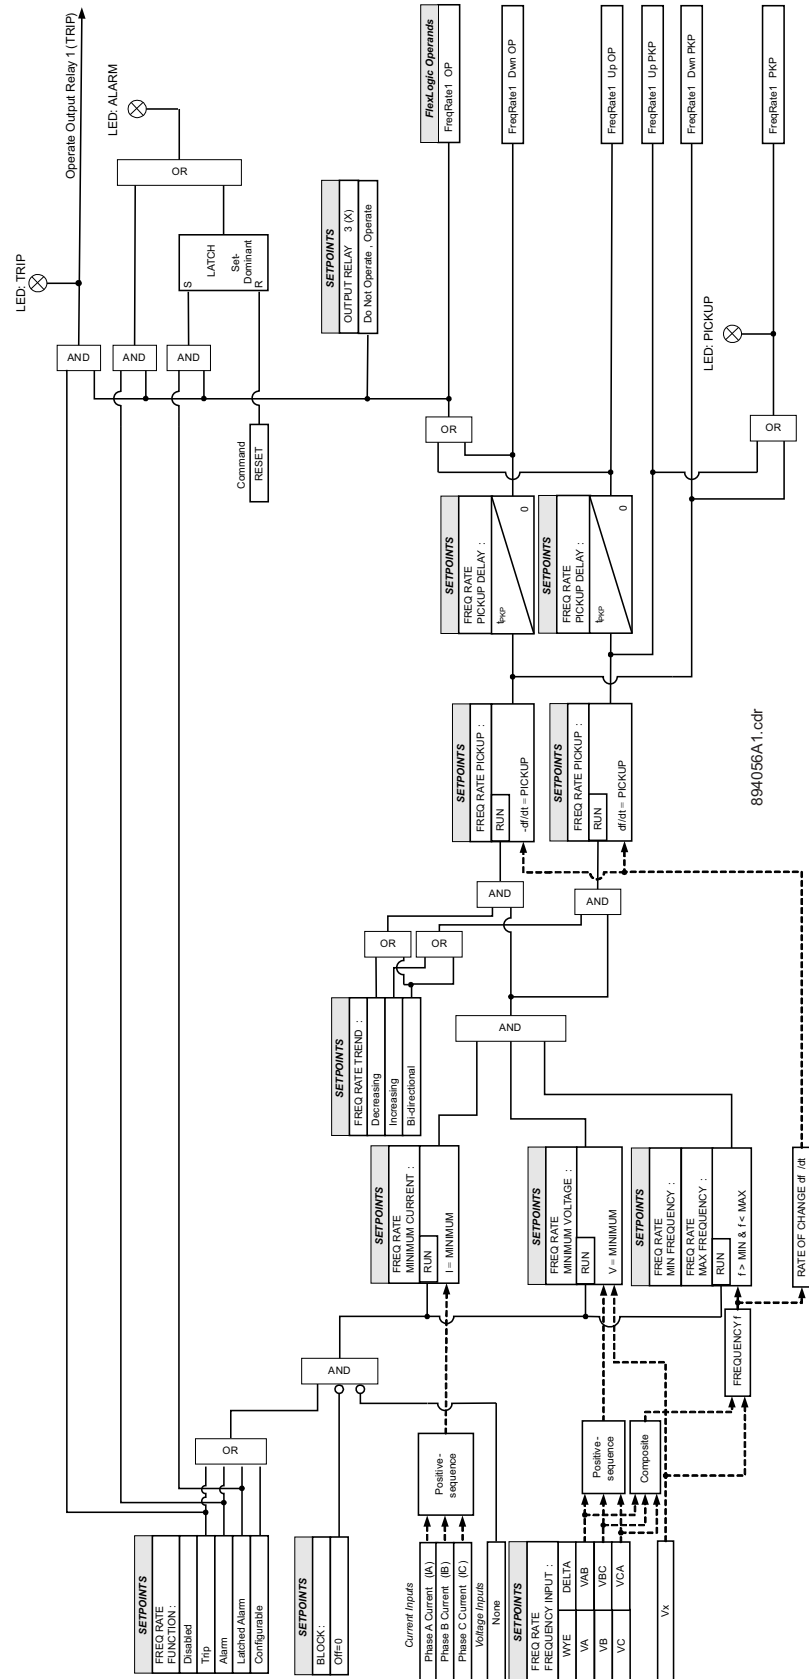 SETPOINTS
FREQ RATE
FUNCTION :
Disabled
Trip
Alarm
Latched Alarm
Configurable
SETPOINTS
BLOCK :
Off=0
Current Inputs
Phase A Current (IA)
Phase B Current (IB)
Phase C Current (IC)
Voltage Inputs
None
SETPOINTS
FREQ RATE
FREQUENCY INPUT :
WYE DELTA
VA VAB
VB VBC
VC VCA
Vx
OR
AND
Positive-
sequence
Positive-
sequence
Composite
FREQUENCY f
SETPOINTS
FREQ RATE TREND :
Decreasing
Increasing
Bi-directional
SETPOINTS
FREQ RATE
MINIMUM CURRENT :
RUN
I = MINIMUM
SETPOINTS
FREQ RATE
MINIMUM VOLTAGE :
RUN
V = MINIMUM
SETPOINTS
FREQ RATE
MIN FREQUENCY :
FREQ RATE
MAX FREQUENCY :
RUN
f > MIN & f < MAX
RATE OF CHANGE df /dt
AND
OR
OR
AND
AND
SETPOINTS
FREQ RATE PICKUP :
RUN
-df/dt = PICKUP
SETPOINTS
FREQ RATE PICKUP :
RUN
df/dt = PICKUP
894056A1.cdr
SETPOINTS
FREQ RATE
PICKUP DELAY :
tPKP
0
SETPOINTS
FREQ RATE
PICKUP DELAY :
tPKP
0
Command
RESET
OR
OR
AND
AND
AND
SETPOINTS
OUTPUT RELAY 3 (X)
Do Not Operate , Operate
LED: PICKUP
LED: TRIP
S
LATCH
Set-
Dominant
R
OR
LED: ALARM
Operate Output Relay 1 (TRIP)
FlexLogic Operands
FreqRate1 OP
FreqRate1 Dwn OP
FreqRate1 Up OP
FreqRate1 Up PKP
FreqRate1 Dwn PKP
FreqRate1 PKP